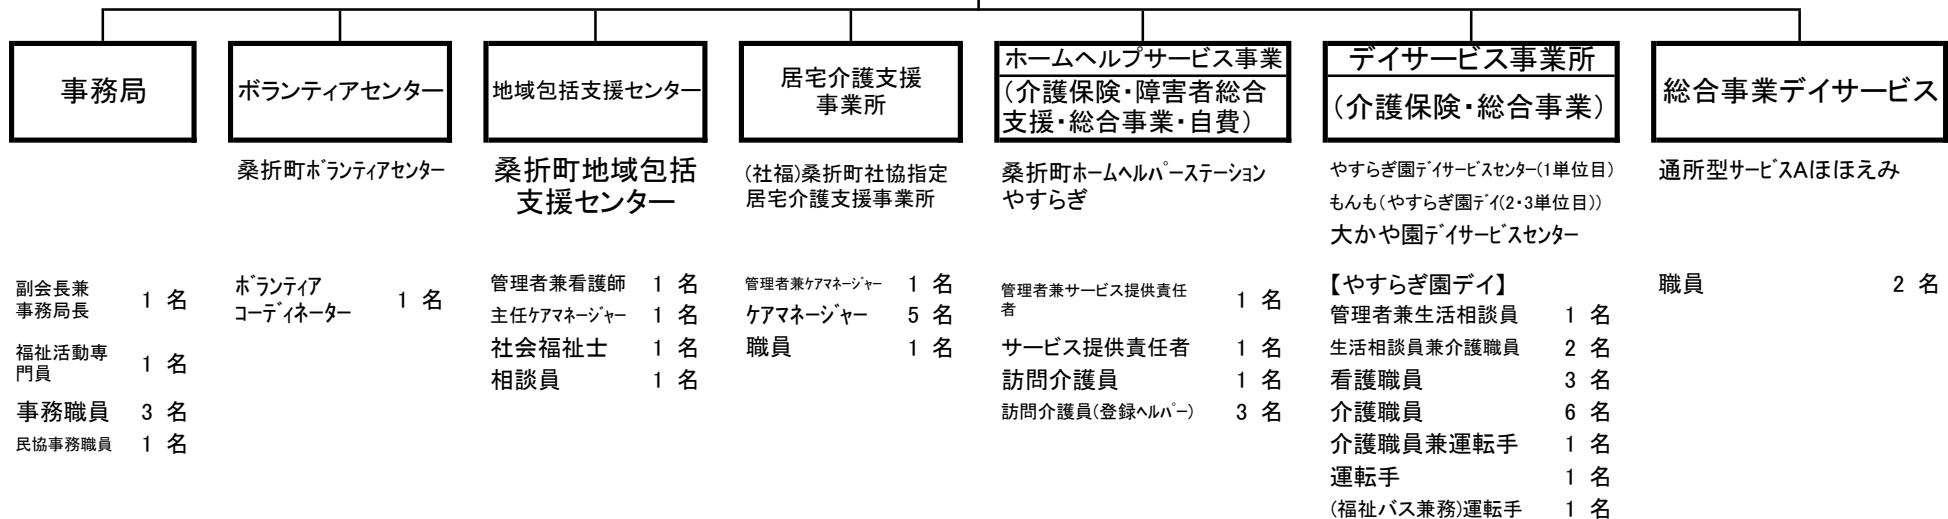 事務局
副会長兼
事務局長 1 名
福祉活動専
門員 1 名
事務職員 3 名
民協事務職員 1 名
ボランティアセンター
桑折町ﾎﾞﾗﾝﾃｨｱｾﾝﾀｰ
ﾎﾞﾗﾝﾃｨｱ
ｺｰﾃﾞｨﾈｰﾀｰ 1 名
地域包括支援センター
桑折町地域包括
支援センター
管理者兼看護師 1 名
主任ｹｱﾏﾈｰｼﾞｬｰ 1 名
社会福祉士 1 名
相談員 1 名
居宅介護支援
事業所
(社福)桑折町社協指定
居宅介護支援事業所
管理者兼ｹｱﾏﾈｰｼﾞｬｰ 1 名
ｹｱﾏﾈｰｼﾞｬｰ 5 名
職員 1 名
ホームヘルプサービス事業
(介護保険・障害者総合
支援・総合事業・自費)
桑折町ﾎｰﾑﾍﾙﾊﾟｰｽﾃｰｼｮﾝ
やすらぎ
管理者兼サービス提供責任
者 1 名
サービス提供責任者 1 名
訪問介護員 1 名
訪問介護員(登録ﾍﾙﾊﾟｰ) 3 名
デイサービス事業所
(介護保険・総合事業)
やすらぎ園ﾃﾞｲｻｰﾋﾞｽｾﾝﾀｰ(1単位目)
もんも(やすらぎ園ﾃﾞｲ(2・3単位目))
大かや園ﾃﾞｲｻｰﾋﾞｽｾﾝﾀｰ
【やすらぎ園デイ】
管理者兼生活相談員 1 名
生活相談員兼介護職員 2 名
看護職員 3 名
介護職員 6 名
介護職員兼運転手 1 名
運転手 1 名
(福祉バス兼務)運転手 1 名
総合事業デイサービス
通所型ｻｰﾋﾞｽAほほえみ
職員 2 名